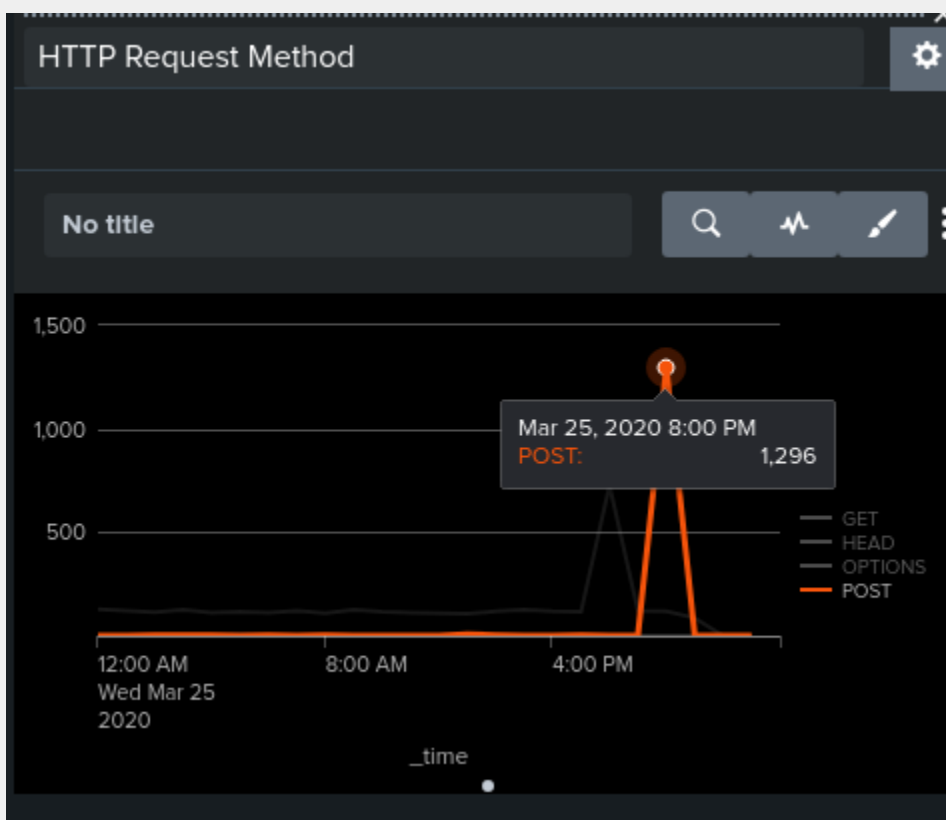 HTTP Request Method
No title
1,500
1,000
500
Mar 25, 2020 8:00 PM
POST: 1,296
GET
HEAD
OPTIONS
POST
12:00 AM 8:00 AM 4:00 PM
Wed Mar 25
2020
_time